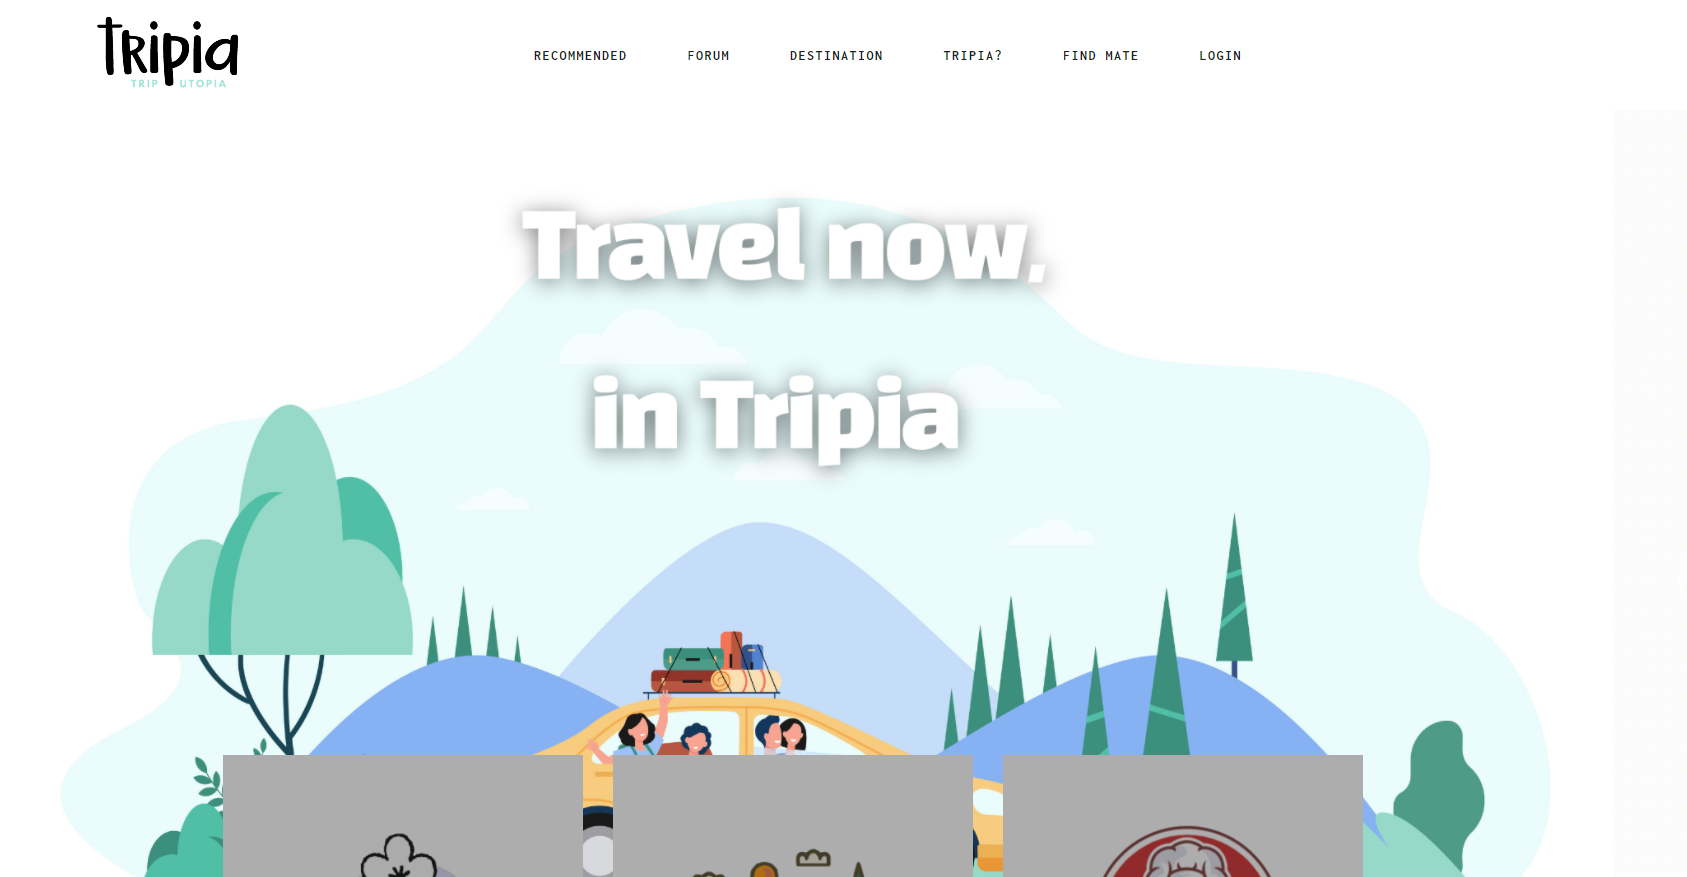 TRipia
TRIP UTOPIA
RECOMMENDED
FORUM
DESTINATION
TRIPIA?
FIND MATE
LOGIN
Travel now,
in Tripia